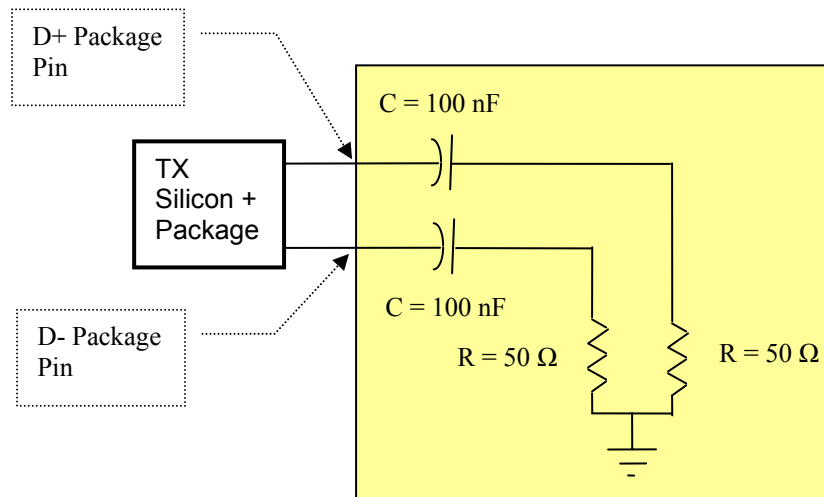 D+ Package
Pin
C = 100 nF
TX
Silicon +
Package
C = 100 nF
D- Package
Pin
R = 50 Ω
R = 50 Ω